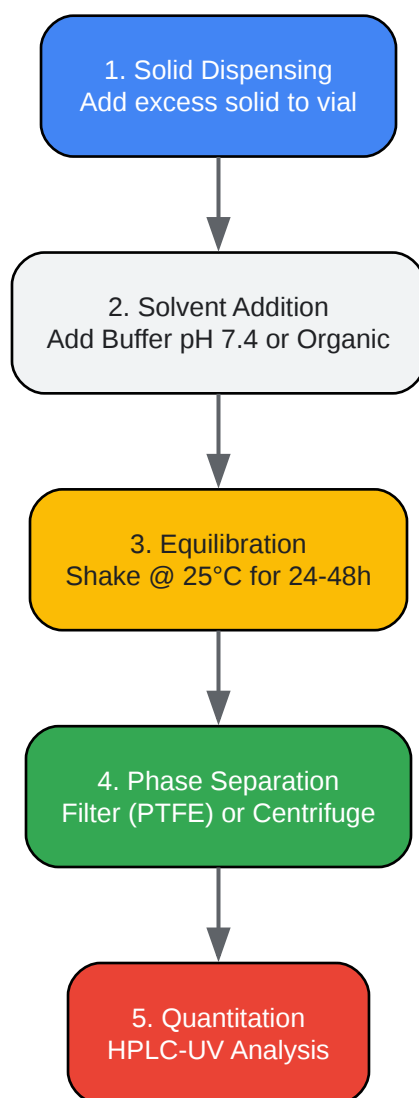 1. Solid Dispensing
Add excess solid to vial
2. Solvent Addition
Add Buffer pH 7.4 or Organic
3. Equilibration
Shake @ 25°C for 24-48h
4. Phase Separation
Filter (PTFE) or Centrifuge
5. Quantitation
HPLC-UV Analysis